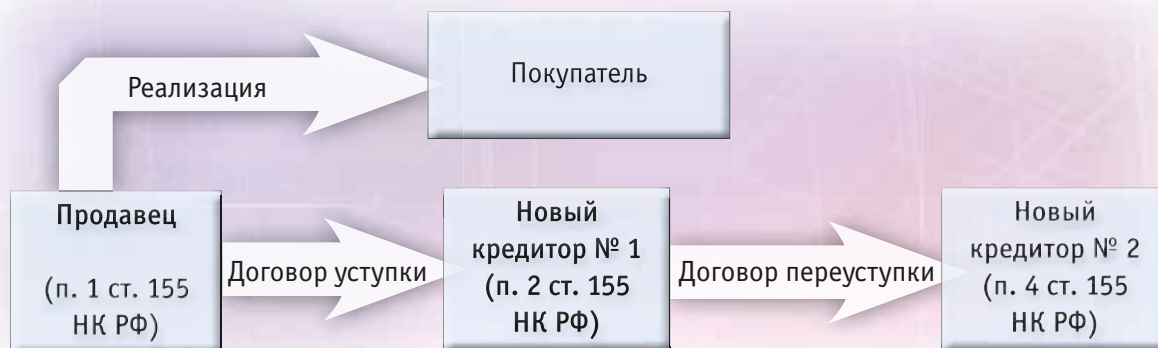 Реализация
Покупатель
Продавец
(п. 1 ст. 155
НК РФ)
Договор уступки
Новый
кредитор № 1
(п. 2 ст. 155
НК РФ)
Договор переуступки
Новый
кредитор № 2
(п. 4 ст. 155
НК РФ)